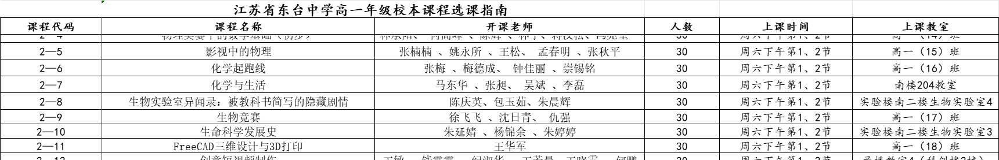 江苏省东台中学高一年级校本课程选课指南
课程代码 课程名称 开课老师 人数 上课时间 上课教室
2—5 影视中的物理 张楠楠 、姚永所 、王松、 孟春明 、张秋平 30 周六下午第1、2节 高一（15）班
2—6 化学起跑线 张梅 、梅德成、 钟佳丽 、崇锡铭 30 周六下午第1、2节 高一（16）班
2—7 化学与生活 马东华 、张昶、 吴斌 、李磊 30 周六下午第1、2节 南楼204教室
2—8 生物实验室异闻录：被教科书简写的隐藏剧情 陈庆英、包玉茹、朱晨辉 30 周六下午第1、2节 实验楼南二楼生物实验室4
2—9 生物竞赛 徐飞飞 、沈日青、 仇强 30 周六下午第1、2节 高一（17）班
2—10 生命科学发展史 朱延婧 、杨锦余 、朱婷婷 30 周六下午第1、2节 实验楼南二楼生物实验室3
2—11 FreeCAD三维设计与3D打印 王华军 30 周六下午第1、2节 高一（18）班